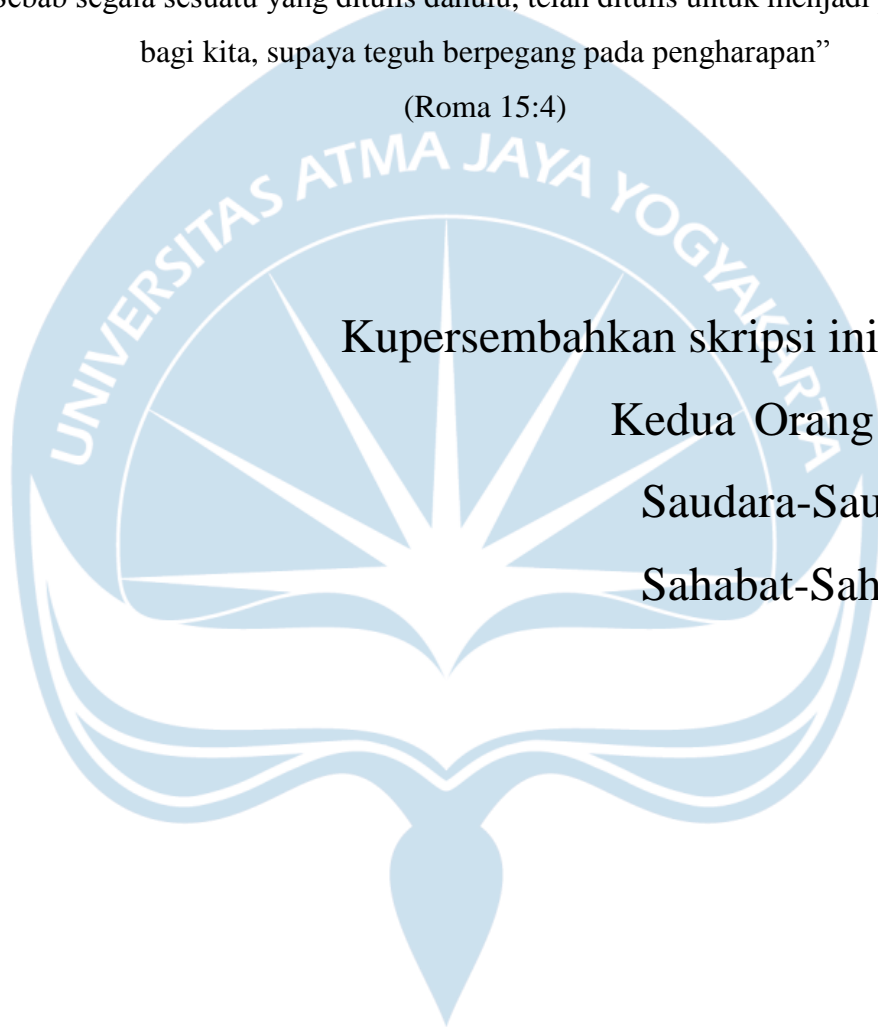 sebab segala sesuatu yang ditulis dahulu, telah ditulis untuk menjadi
bagi kita, supaya teguh berpegang pada pengharapan”
(Roma 15:4)
UNIVERSITAS ATMA JAYA YOGYAKARTA
Kupersembahkan skripsi ini
Kedua Orang
Saudara-Sau
Sahabat-Sah